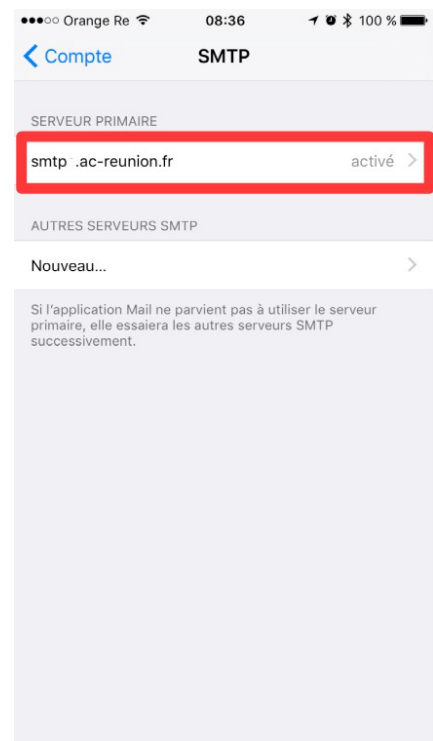 Orange Re 08:36 100 %
Compte SMTP
SERVEUR PRIMAIRE
smtp .ac-reunion.fr activé
AUTRES SERVEURS SMTP
Nouveau...
Si l'application Mail ne parvient pas à utiliser le serveur
primaire, elle essaiera les autres serveurs SMTP
successivement.